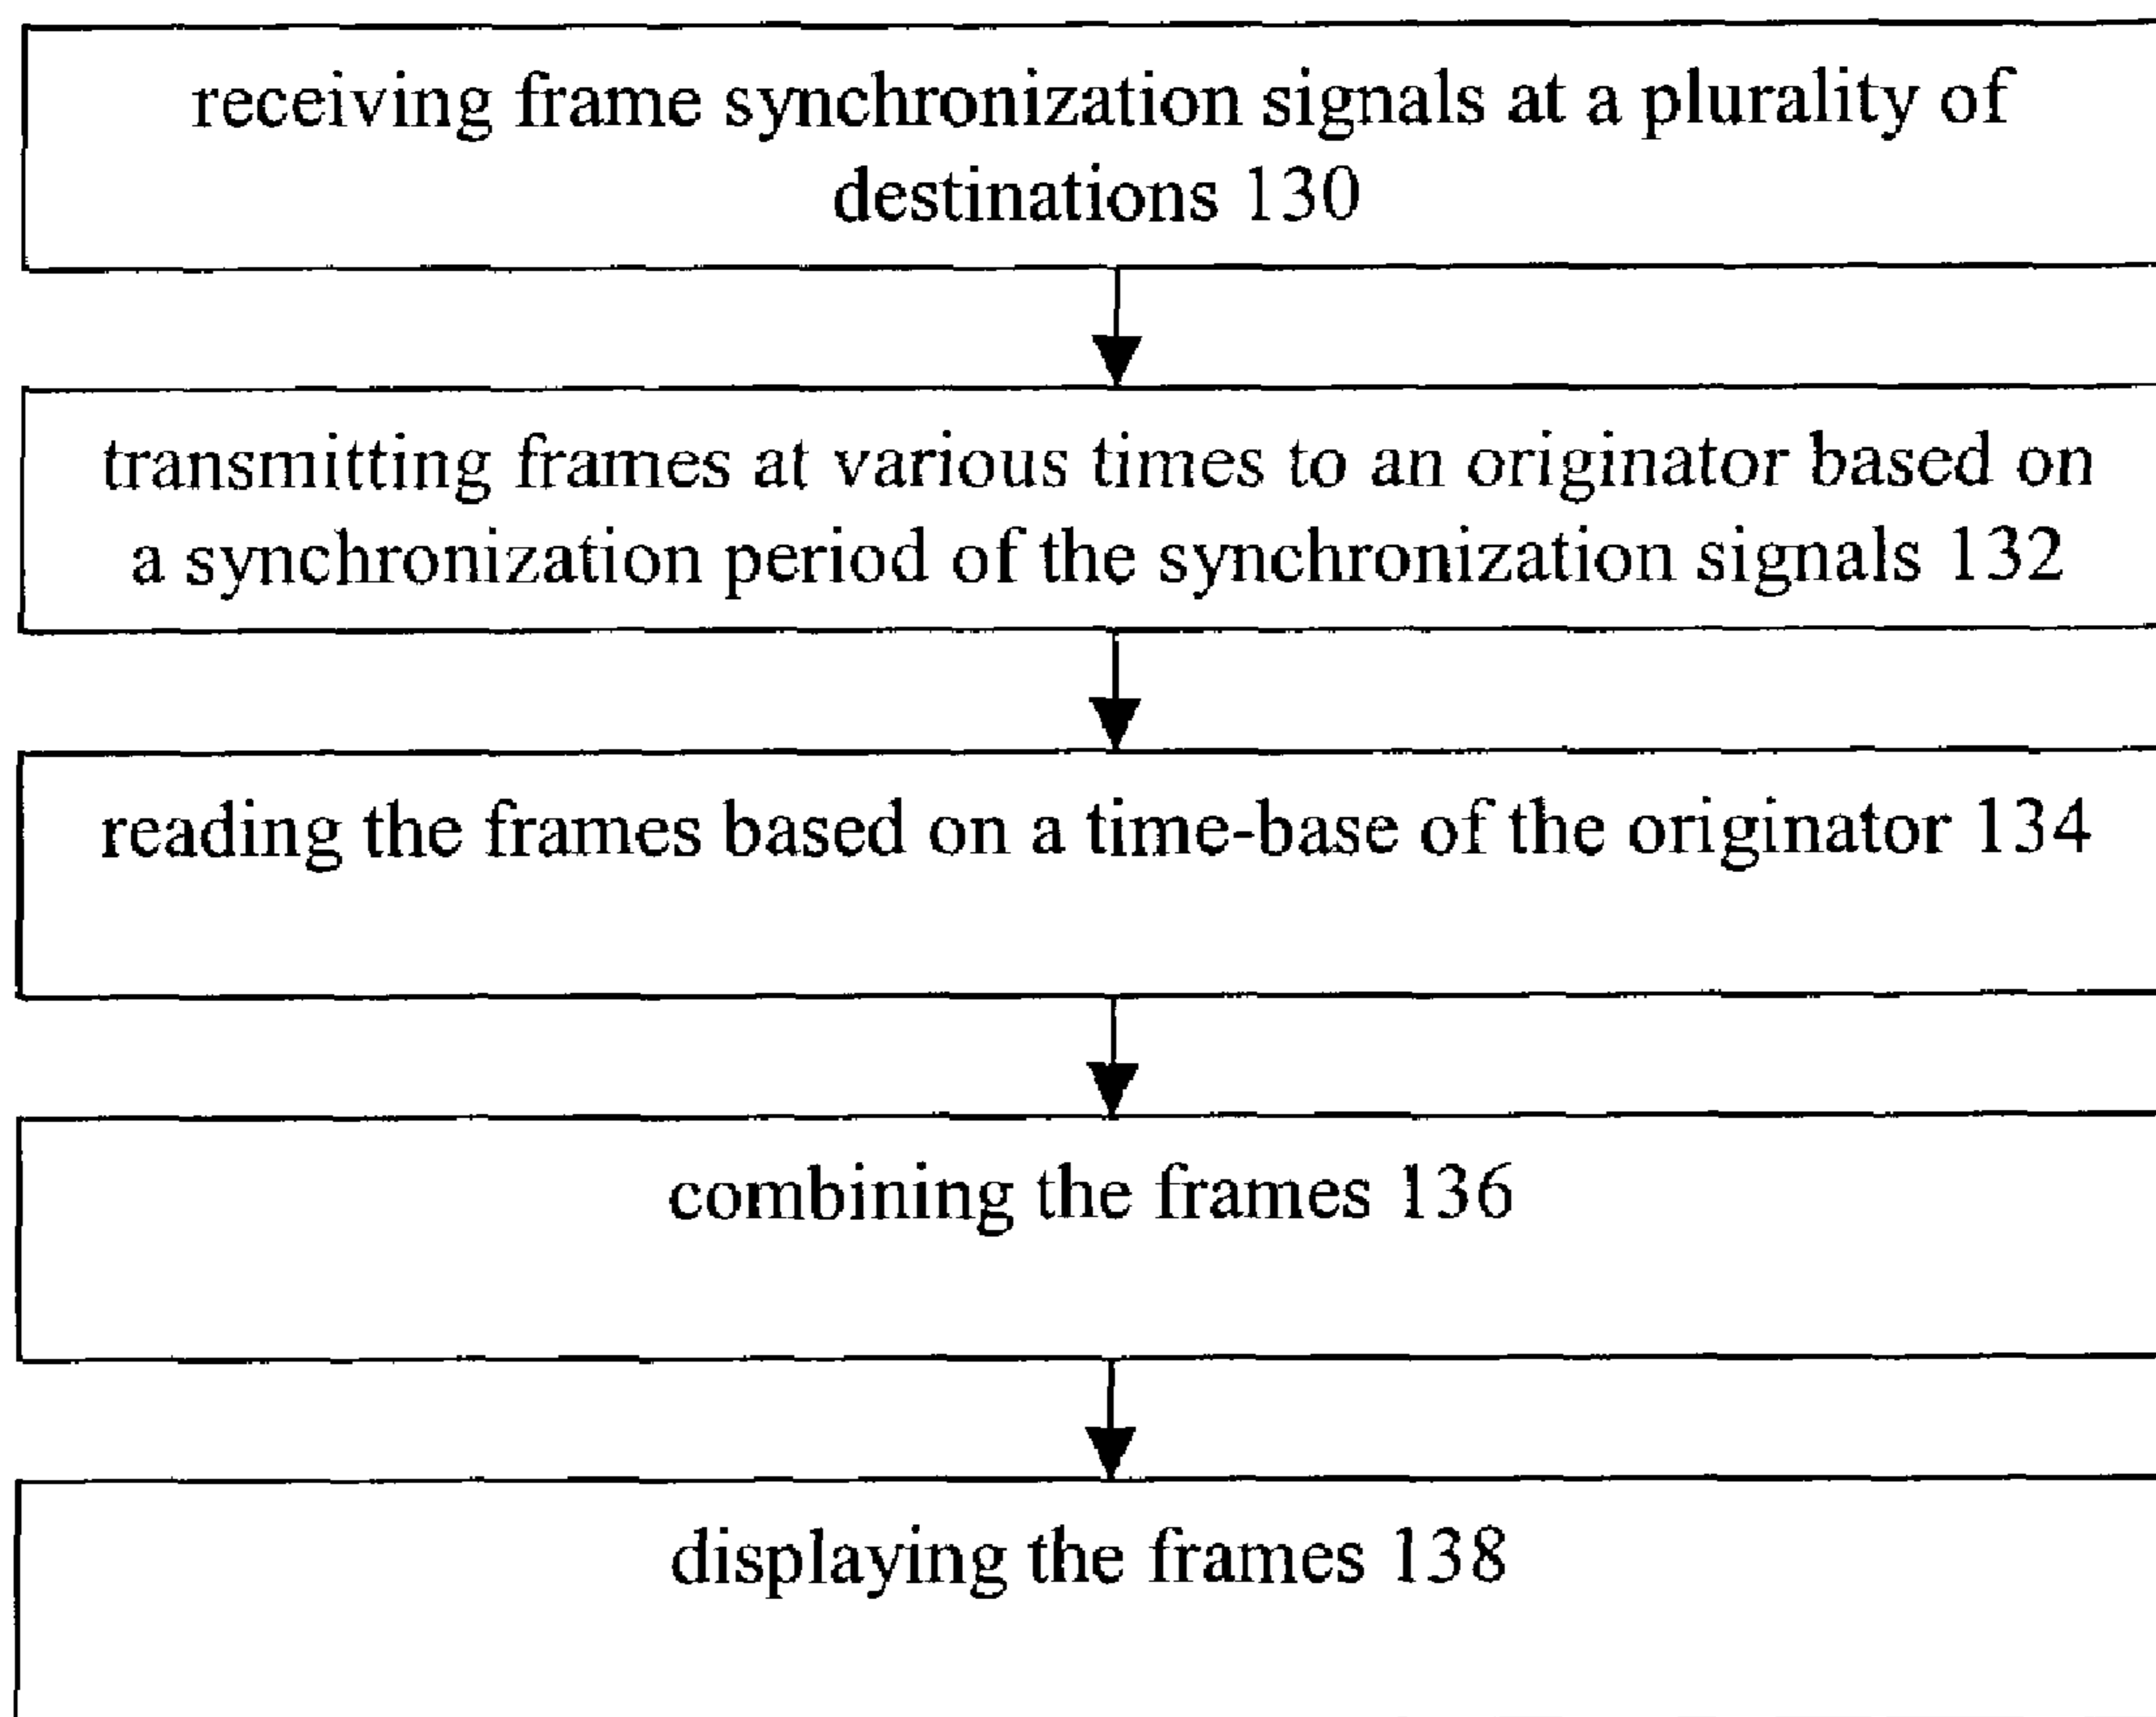 receiving frame synchronization signals at a plurality of
destinations 130
transmitting frames at various times to an originator based on
a synchronization period of the synchronization signals 132
reading the frames based on a time-base of the originator 134
combining the frames 136
displaying the frames 138